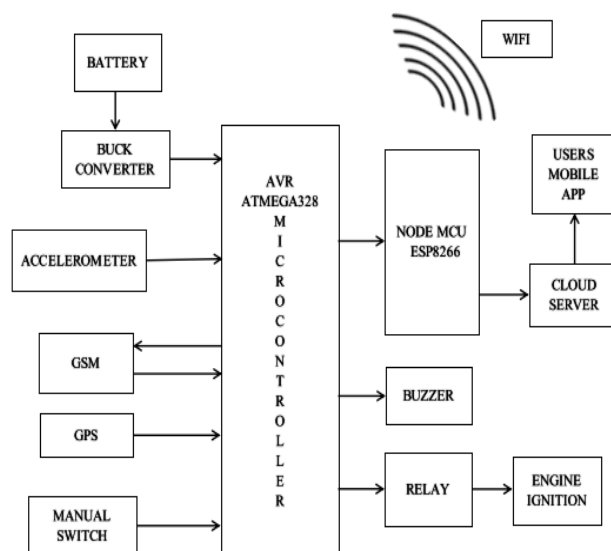 WIFI
BATTERY
BUCK
CONVERTER
AVR
ATMEGA328
M
I
C
R
O
C
O
N
T
R
O
L
L
E
R
ACCELEROMETER
GSM
GPS
MANUAL
SWITCH
NODE MCU
ESP8266
USERS
MOBILE
APP
CLOUD
SERVER
BUZZER
RELAY
ENGINE
IGNITION